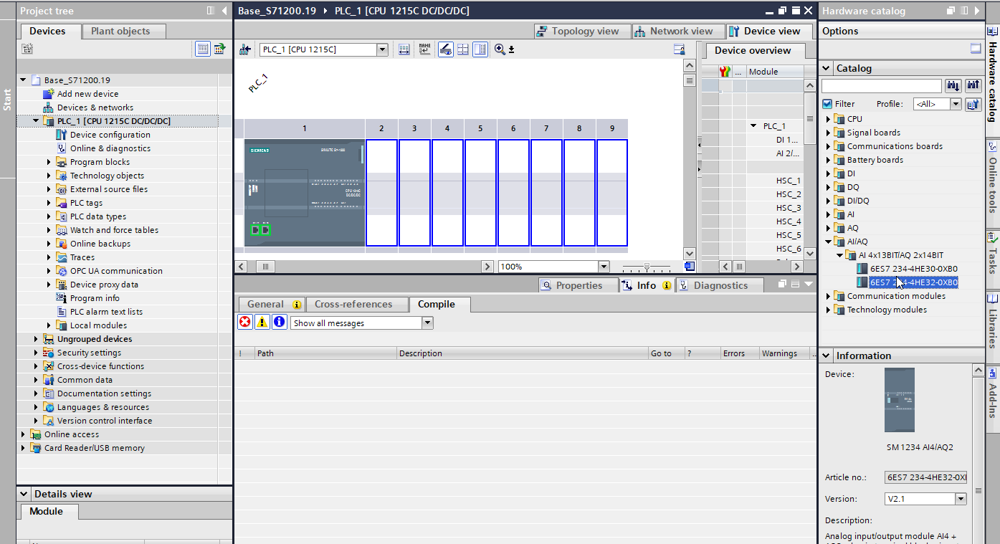 Start
Project tree
Devices
Plant objects
Base_S71200.19
Add new device
Devices & networks
PLC_1 [CPU 1215C DC/DC/DC]
Device configuration
Online & diagnostics
Program blocks
Technology objects
External source files
PLC tags
PLC data types
Watch and force tables
Online backups
Traces
OPC UA communication
Device proxy data
Program info
PLC alarm text lists
Local modules
Ungrouped devices
Security settings
Cross-device functions
Common data
Documentation settings
Languages & resources
Version control interface
Online access
Card Reader/USB memory
Details view
Module
Base_S71200.19 PLC_1 [CPU 1215C DC/DC/DC]
Topology view
Network view
Device view
PLC_1 [CPU 1215C]
PLC_1
1 2 3 4 5 6 7 8 9
SIEMENS
SIMATIC S7-1200
CPU 1215C
DC/DC/DC
100%
Device overview
... Module
PLC_1
DI 1...
AI 2/...
HSC_1
HSC_2
HSC_3
HSC_4
HSC_5
HSC_6
Properties
Info
Diagnostics
General
Cross-references
Compile
Show all messages
! Path Description Go to ? Errors Warnings ...
Hardware catalog
Options
Catalog
Filter Profile: <All>
CPU
Signal boards
Communications boards
Battery boards
DI
DQ
DI/DQ
AI
AQ
AI/AQ
AI 4x13BIT/AQ 2x14BIT
6ES7 234-4HE30-0XB0
6ES7 234-4HE32-0XB0
Communication modules
Technology modules
Information
Device:
SM 1234 AI4/AQ2
Article no.: 6ES7 234-4HE32-0XB
Version: V2.1
Description:
Analog input/output module AI4 +
Hardware catalog
Online tools
Tasks
Libraries
Add-Ins